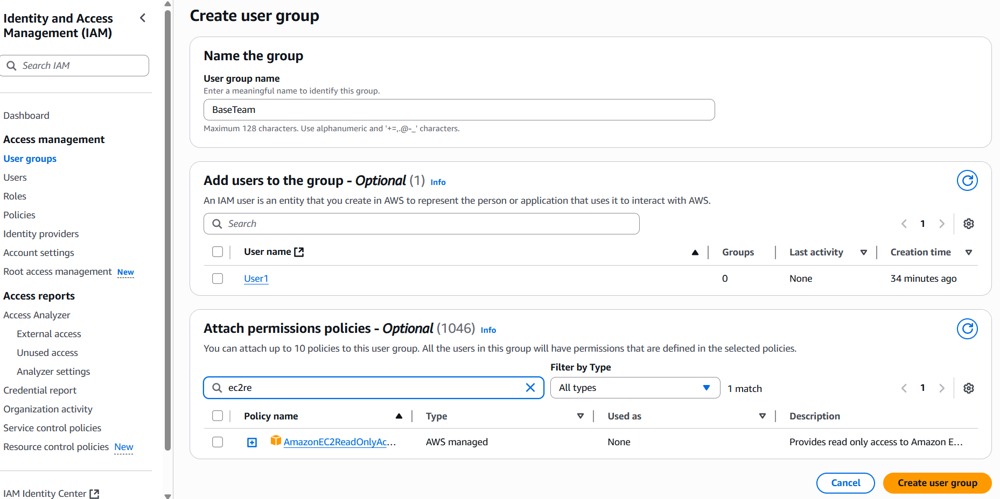 Identity and Access
Management (IAM)
Search IAM
Dashboard
Access management
User groups
Users
Roles
Policies
Identity providers
Account settings
Root access management New
Access reports
Access Analyzer
External access
Unused access
Analyzer settings
Credential report
Organization activity
Service control policies
Resource control policies New
IAM Identity Center
Create user group
Name the group
User group name
Enter a meaningful name to identify this group.
BaseTeam
Maximum 128 characters. Use alphanumeric and '+=,.@-_' characters.
Add users to the group - Optional (1) Info
An IAM user is an entity that you create in AWS to represent the person or application that uses it to interact with AWS.
Search
1
User name Groups Last activity Creation time
User1 0 None 34 minutes ago
Attach permissions policies - Optional (1046) Info
You can attach up to 10 policies to this user group. All the users in this group will have permissions that are defined in the selected policies.
Filter by Type
ec2re All types 1 match 1
Policy name Type Used as Description
AmazonEC2ReadOnlyAc... AWS managed None Provides read only access to Amazon E...
Cancel Create user group